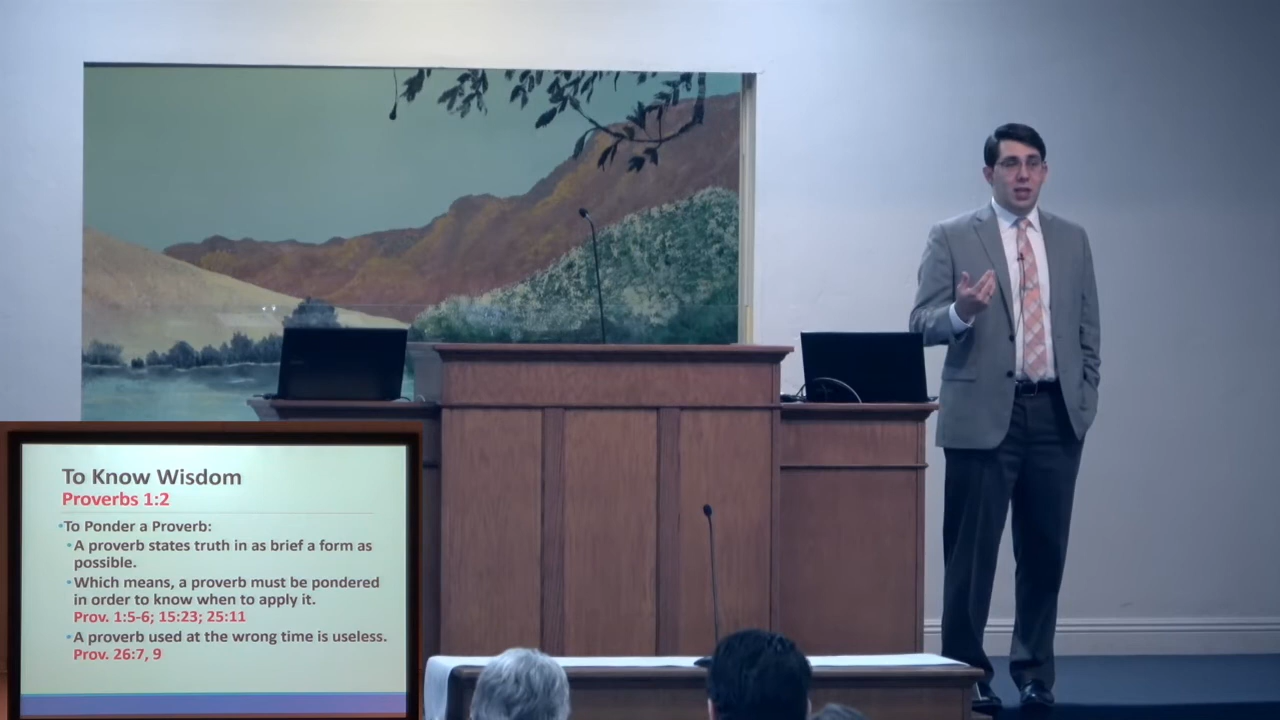 To Know Wisdom
Proverbs 1:2
•To Ponder a Proverb:
•A proverb states truth in as brief a form as
possible.
•Which means, a proverb must be pondered
in order to know when to apply it.
Prov. 1:5-6; 15:23; 25:11
•A proverb used at the wrong time is useless.
Prov. 26:7, 9